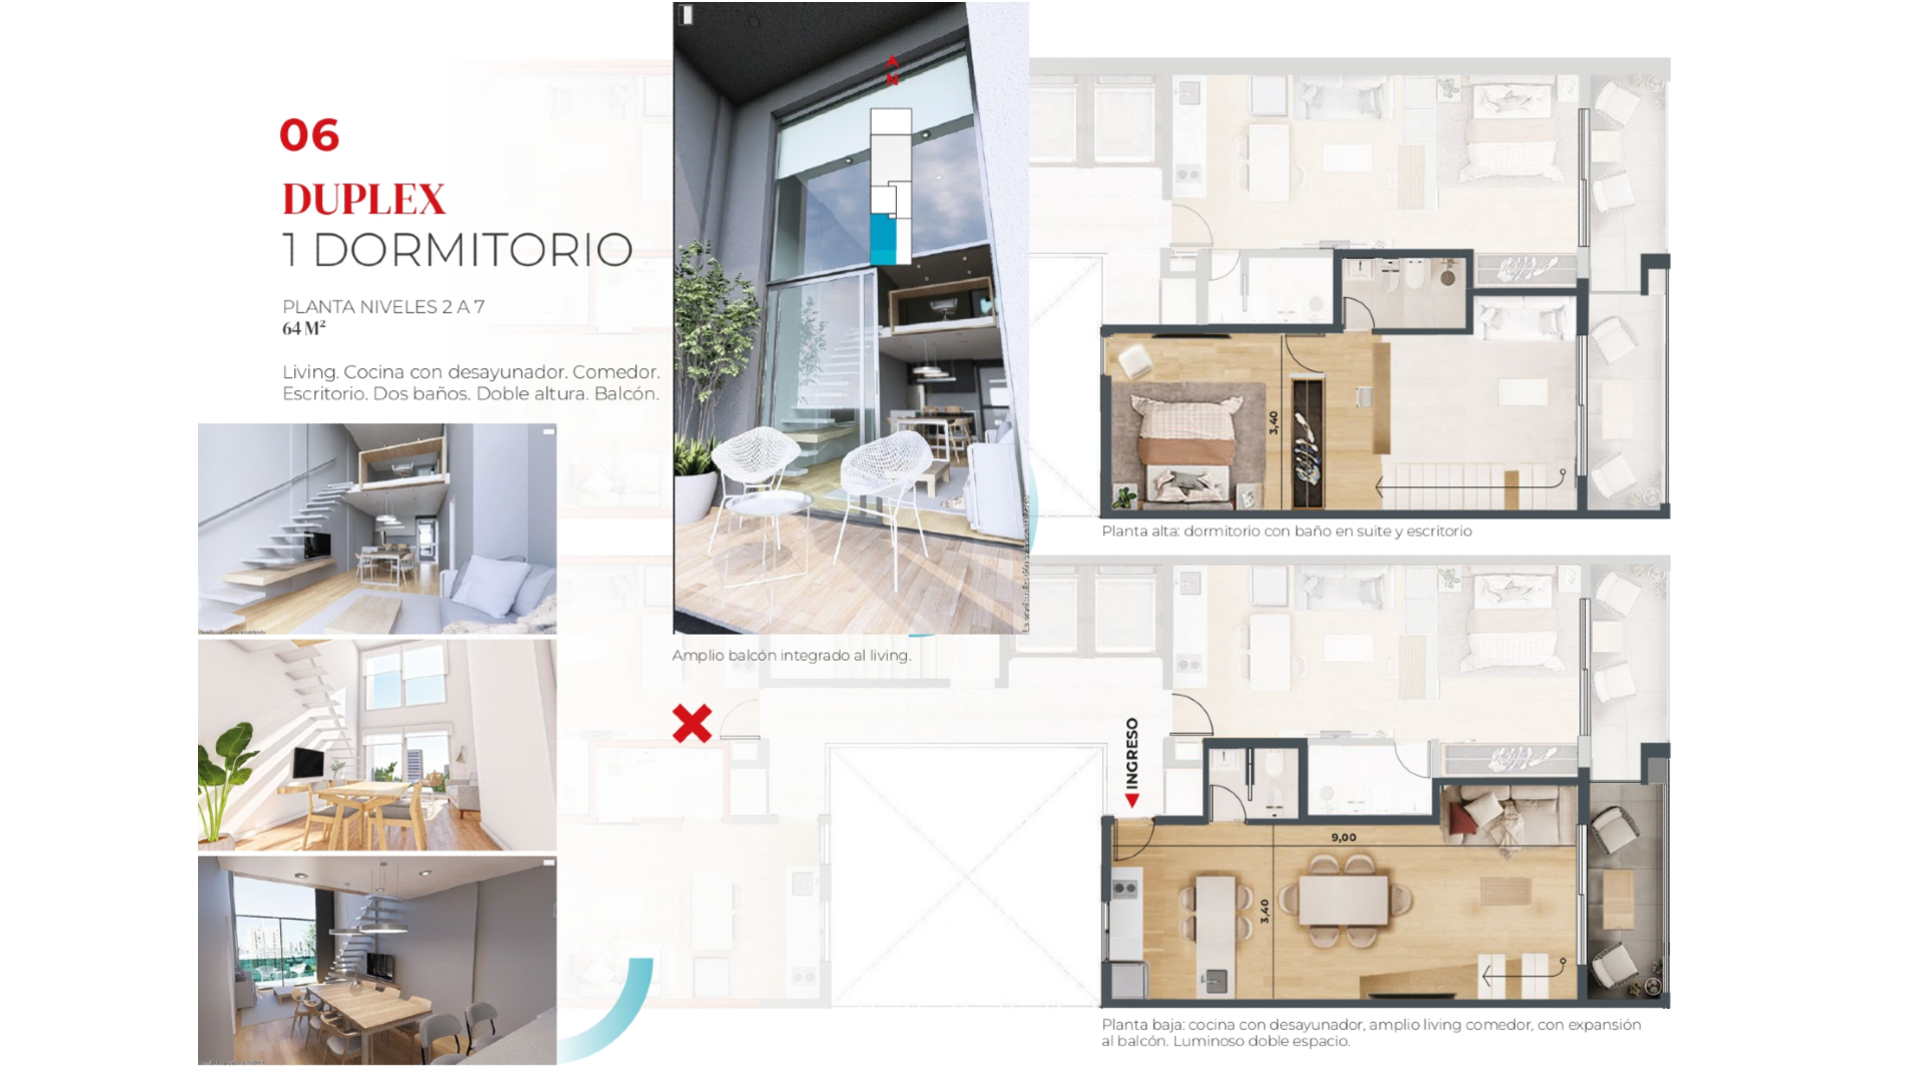 06
DUPLEX
1 DORMITORIO
PLANTA NIVELES 2 A 7
64 M²
Living. Cocina con desayunador. Comedor.
Escritorio. Dos baños. Doble altura. Balcón.
N
Amplio balcón integrado al living.
3,40
Planta alta: dormitorio con baño en suite y escritorio
INGRESO
9,00
3,40
Planta baja: cocina con desayunador, amplio living comedor, con expansión
al balcón. Luminoso doble espacio.